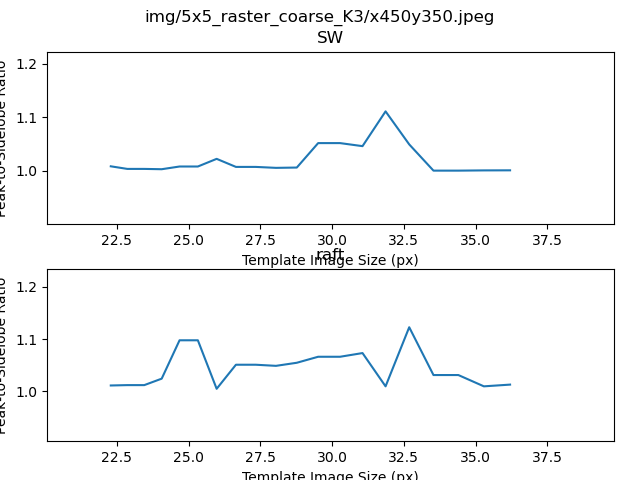 img/5x5_raster_coarse_K3/x450y350.jpeg
SW
1.2
1.1
1.0
Peak-to-Sidelobe Ratio
22.5 25.0 27.5 30.0 32.5 35.0 37.5
Template Image Size (px)
raft
1.2
1.1
1.0
Peak-to-Sidelobe Ratio
22.5 25.0 27.5 30.0 32.5 35.0 37.5
Template Image Size (px)